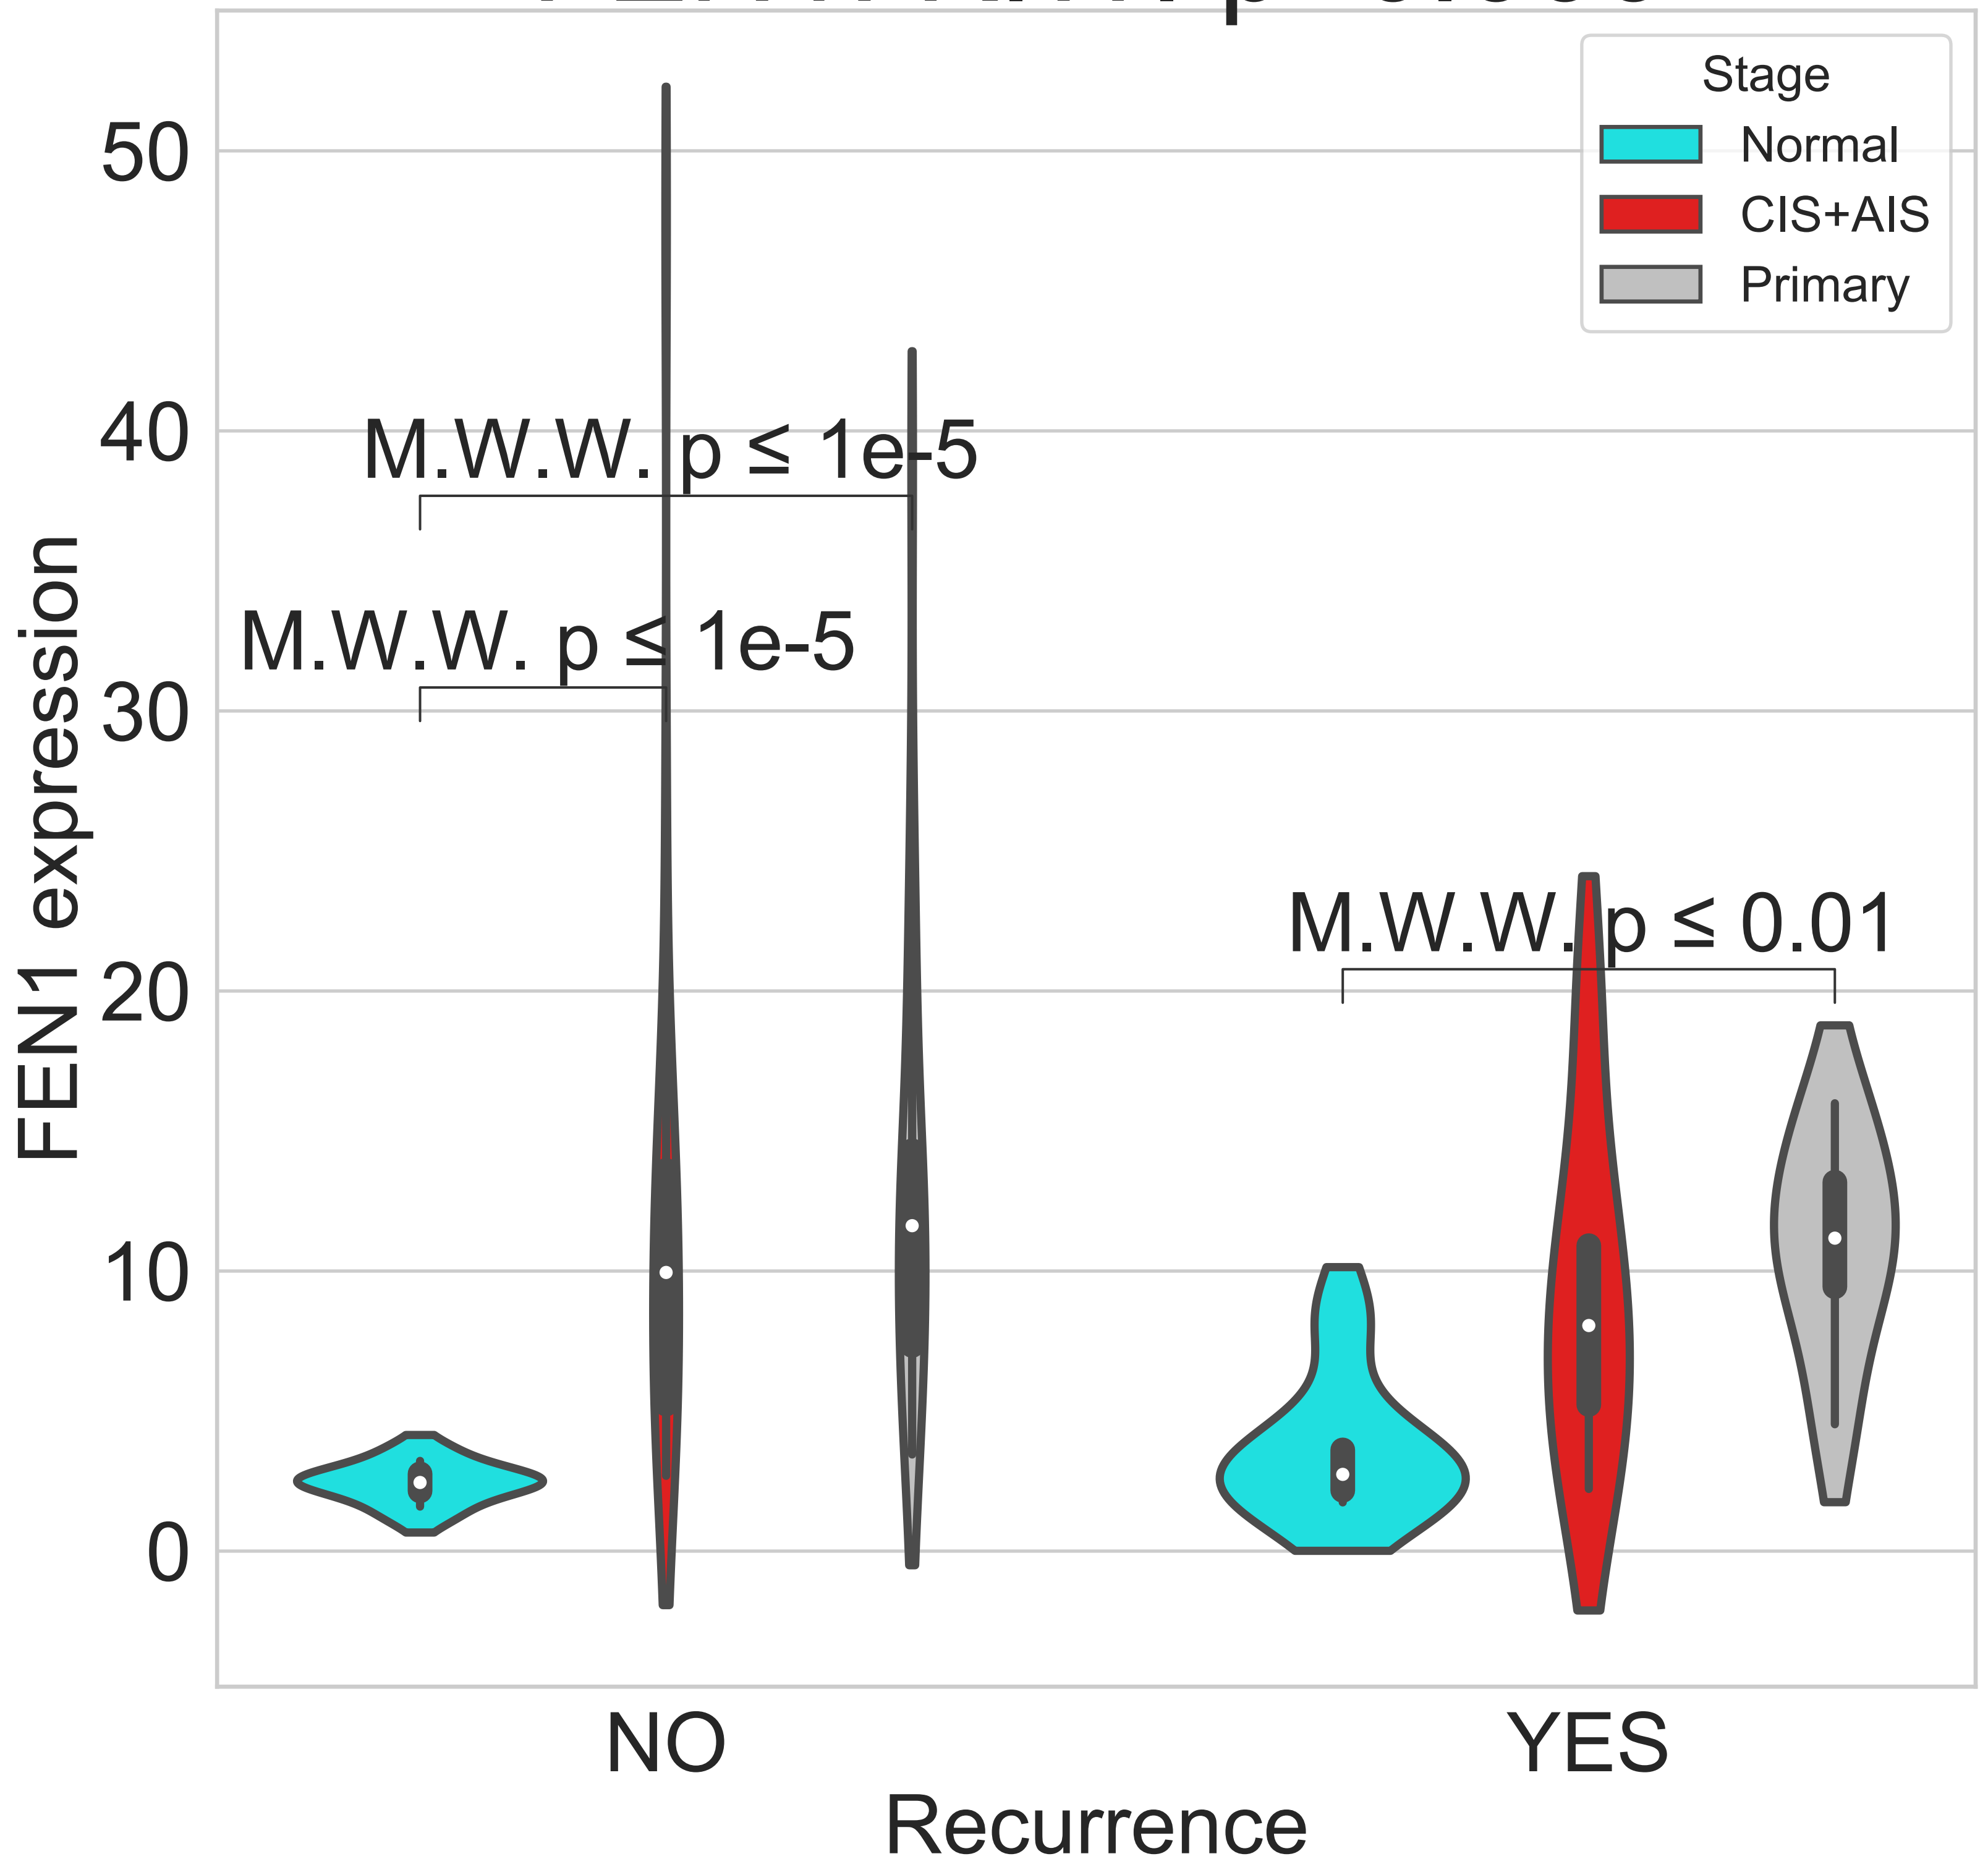 Stage
Normal
CIS+AIS
Primary
50
40
30
20
10
0
FEN1 expression
M.W.W. p ≤ 1e-5
M.W.W. p ≤ 1e-5
M.W.W. p ≤ 0.01
NO
YES
Recurrence